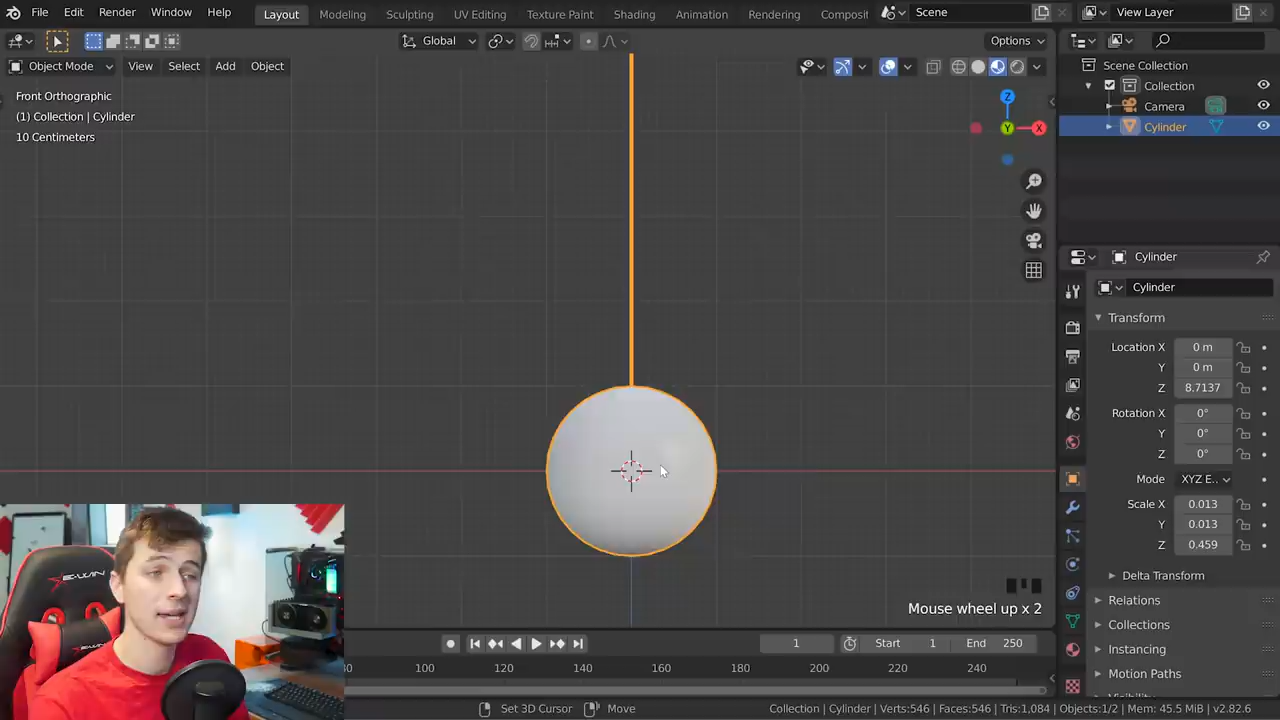 File Edit Render Window Help Layout Modeling Sculpting UV Editing Texture Paint Shading Animation Rendering Composit Scene View Layer
Global Options
Object Mode View Select Add Object
Front Orthographic
(1) Collection | Cylinder
10 Centimeters
Z
Y
X
Scene Collection
Collection
Camera
Cylinder
Cylinder
Cylinder
Transform
Location X 0 m
Y 0 m
Z 8.7137
Rotation X 0°
Y 0°
Z 0°
Mode XYZ E..
Scale X 0.013
Y 0.013
Z 0.459
Delta Transform
Relations
Collections
Instancing
Motion Paths
E-WIN
Mouse wheel up x 2
1 Start 1 End 250
80 100 120 140 160 180 200 220 240
Set 3D Cursor Move Collection | Cylinder | Verts:546 | Faces:546 | Tris:1,084 | Objects:1/2 | Mem: 45.5 MiB | v2.82.6